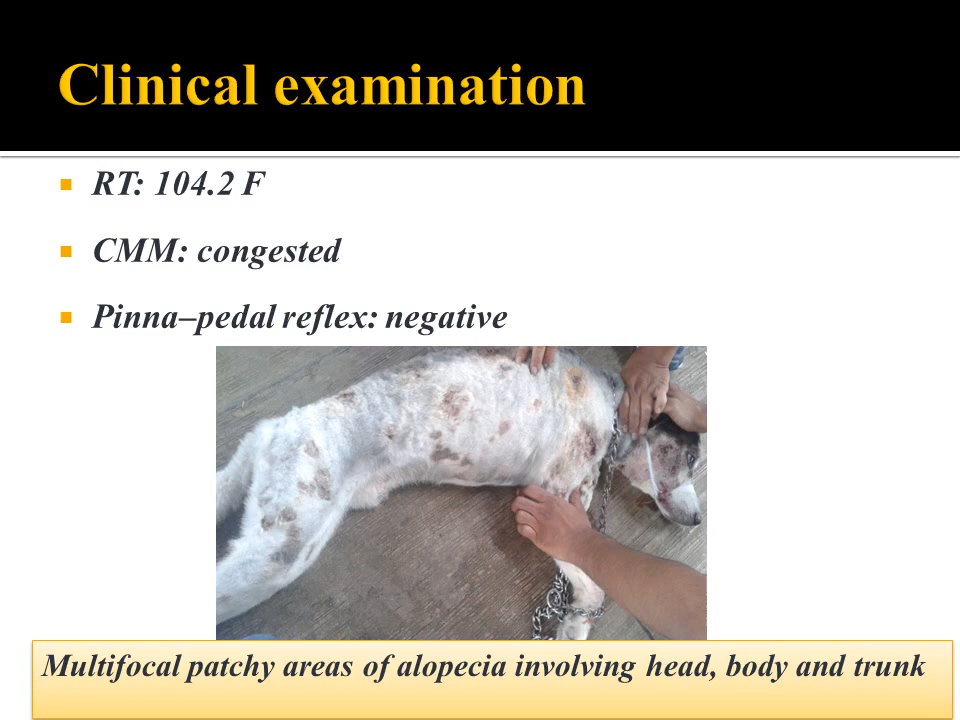 Clinical examination
RT: 104.2 F
CMM: congested
Pinna–pedal reflex: negative
Multifocal patchy areas of alopecia involving head, body and trunk